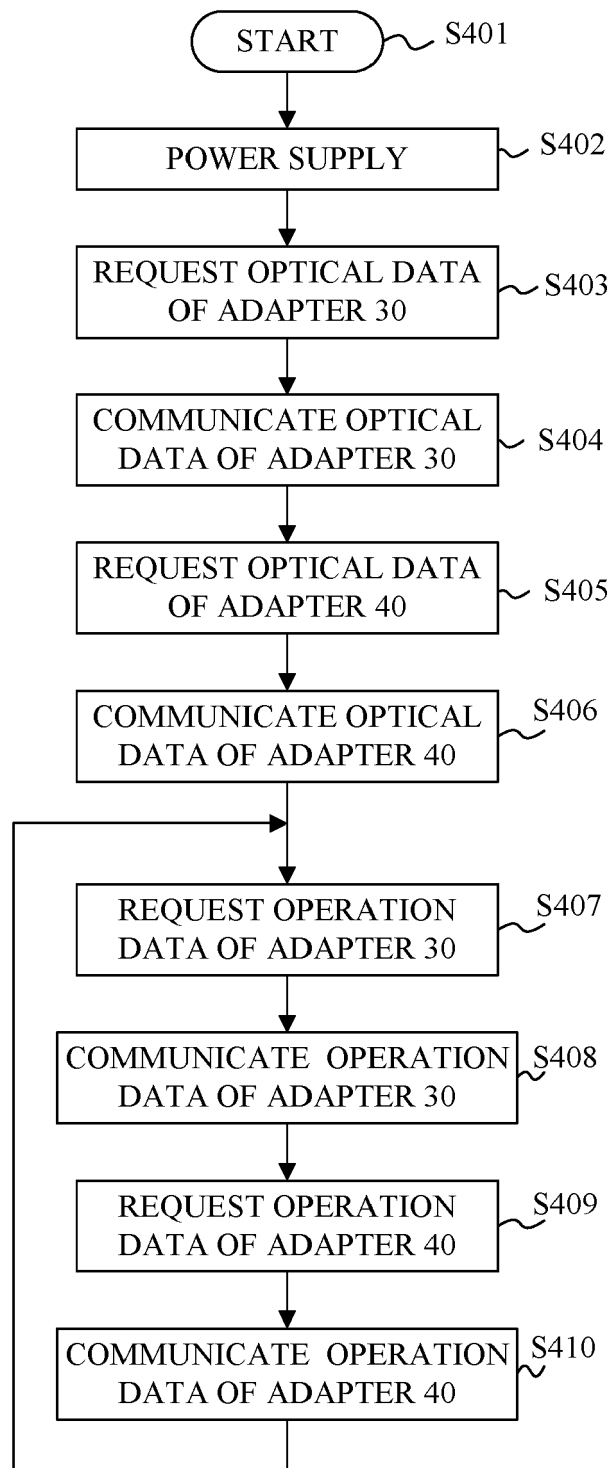 START
S401
POWER SUPPLY
S402
REQUEST OPTICAL DATA
OF ADAPTER 30
S403
COMMUNICATE OPTICAL
DATA OF ADAPTER 30
S404
REQUEST OPTICAL DATA
OF ADAPTER 40
S405
COMMUNICATE OPTICAL
DATA OF ADAPTER 40
S406
REQUEST OPERATION
DATA OF ADAPTER 30
S407
COMMUNICATE OPERATION
DATA OF ADAPTER 30
S408
REQUEST OPERATION
DATA OF ADAPTER 40
S409
COMMUNICATE OPERATION
DATA OF ADAPTER 40
S410